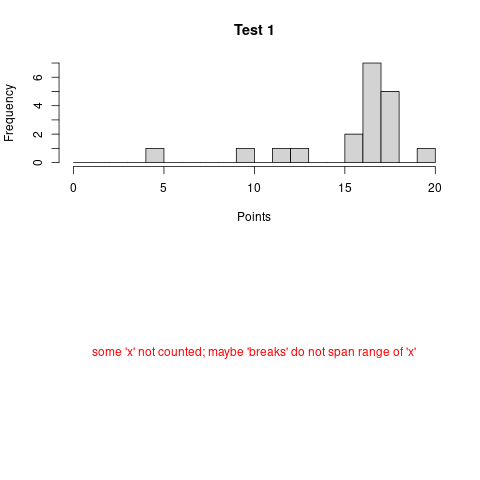 Test 1
Frequency
6
4
2
0
0 5 10 15 20
Points
some 'x' not counted; maybe 'breaks' do not span range of 'x'